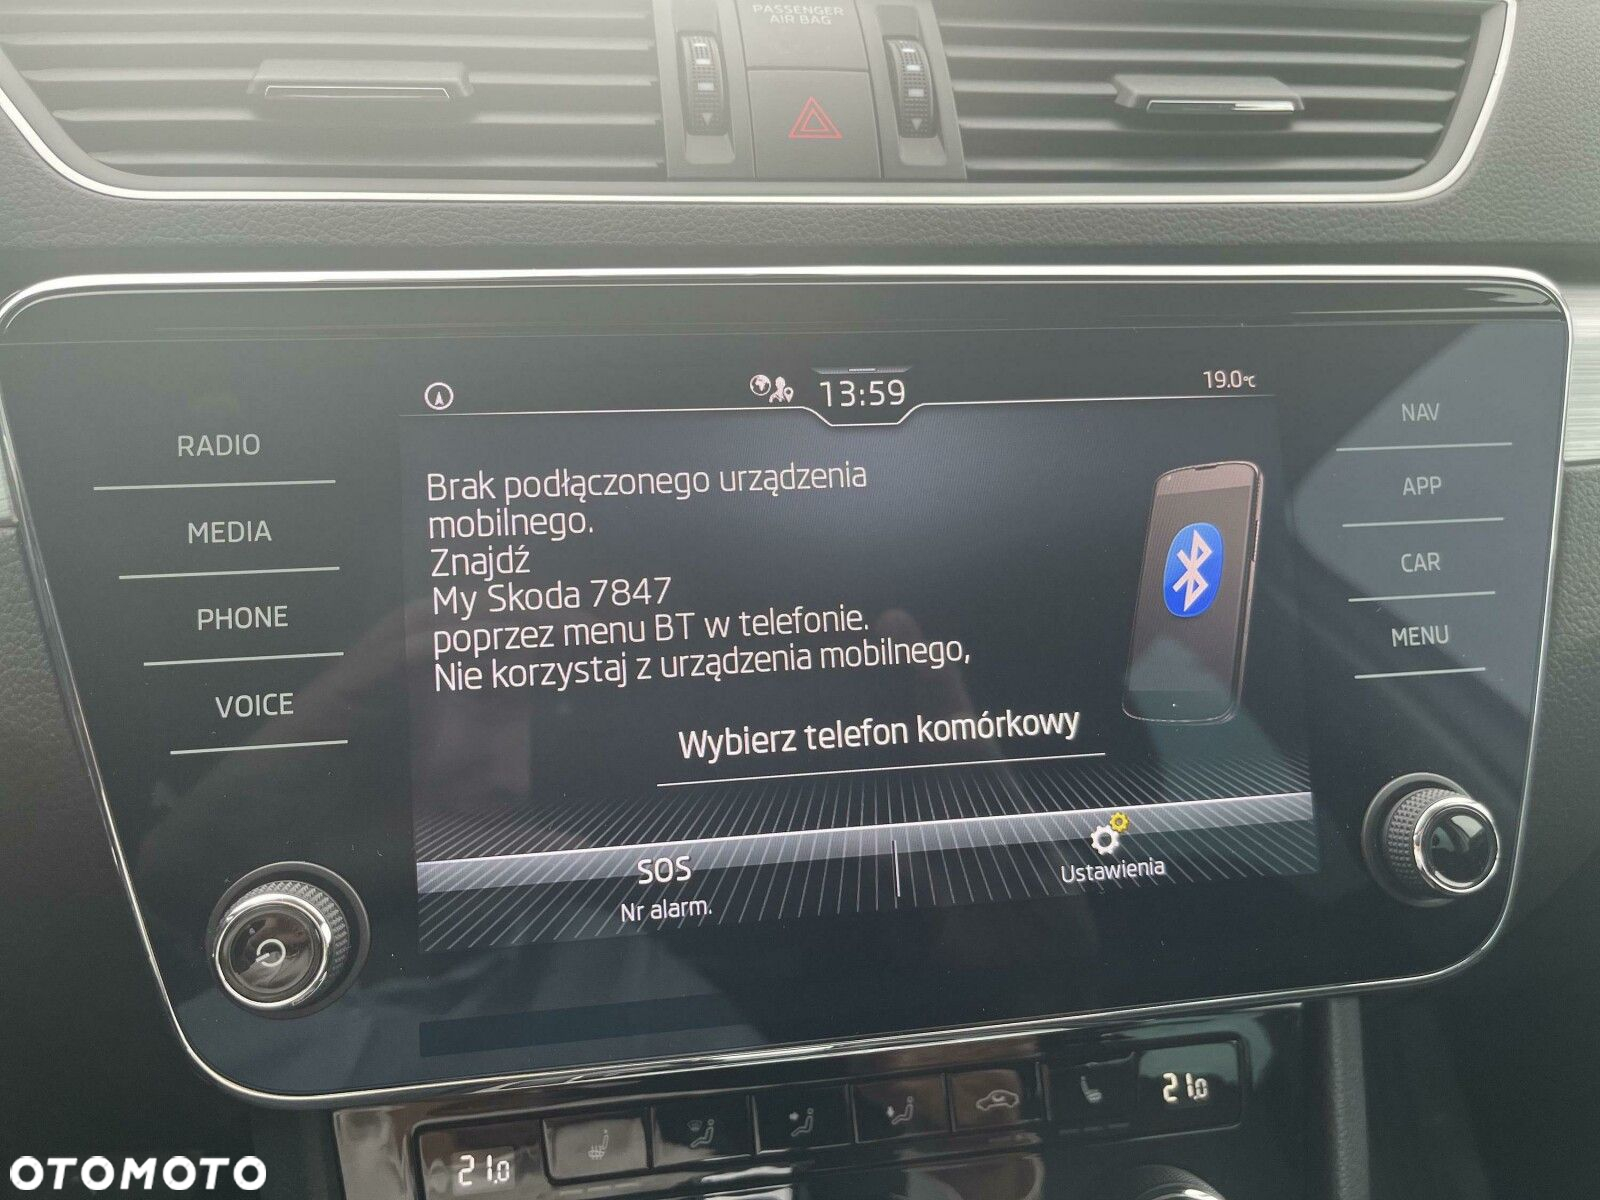 PASSENGER
AIR BAG
13:59
19.0°C
RADIO
MEDIA
PHONE
VOICE
Brak podłączonego urządzenia
mobilnego.
Znajdź
My Skoda 7847
poprzez menu BT w telefonie.
Nie korzystaj z urządzenia mobilnego,
Wybierz telefon komórkowy
SOS
Nr alarm.
Ustawienia
NAV
APP
CAR
MENU
21.0
21.0
OTOMOTO